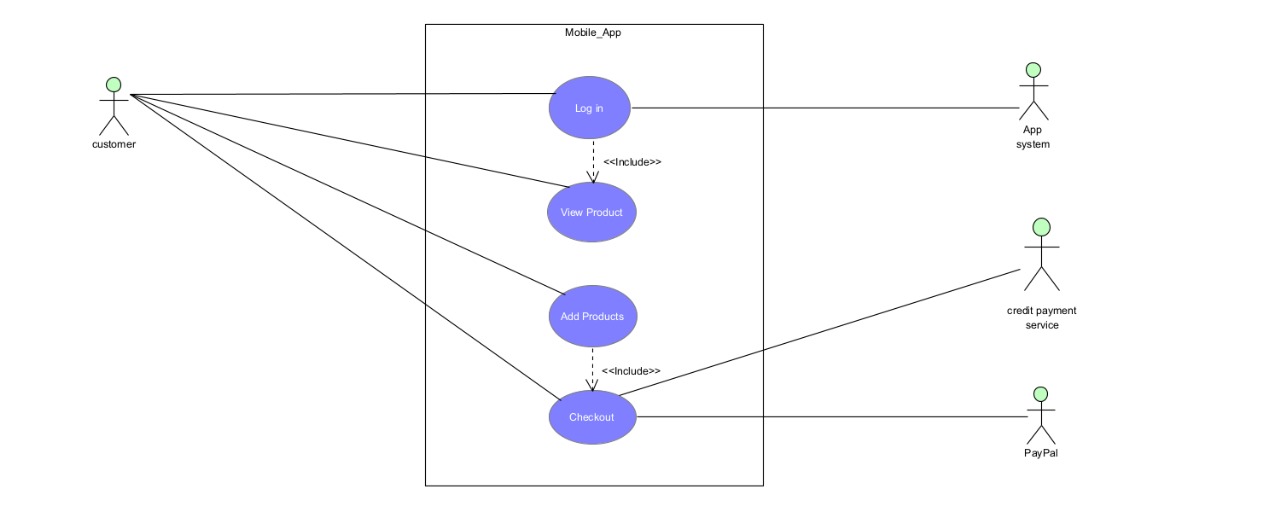 Mobile_App
customer
Log in
App
system
<<Include>>
View Product
Add Products
credit payment
service
<<Include>>
Checkout
PayPal